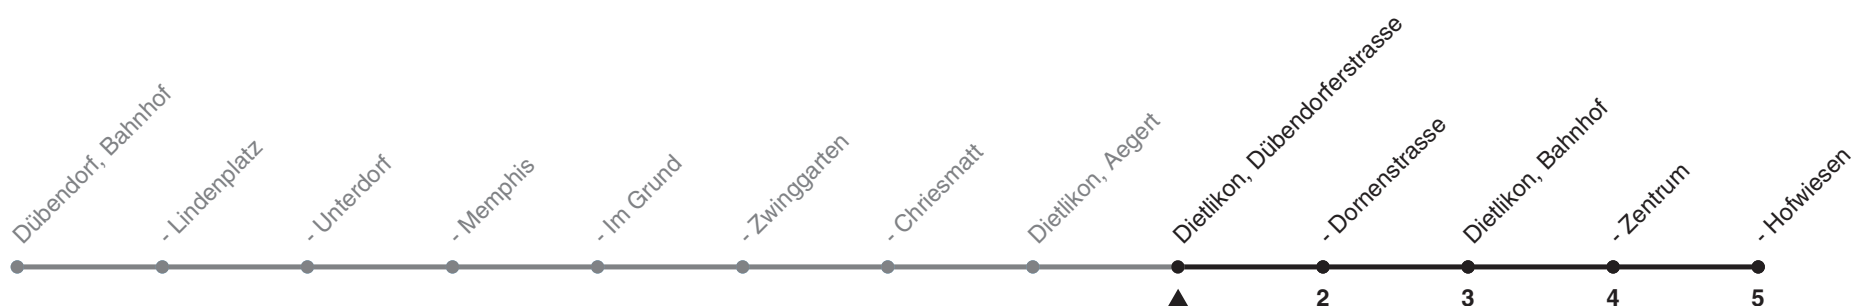 Dübendorf, Bahnhof
- Lindenplatz
- Unterdorf
- Memphis
- Im Grund
- Zwinggarten
- Chriesmatt
Dietlikon, Aegert
Dietlikon, Dübendorferstrasse
- Dornenstrasse
Dietlikon, Bahnhof
- Zentrum
- Hofwiesen
2 3 4 5